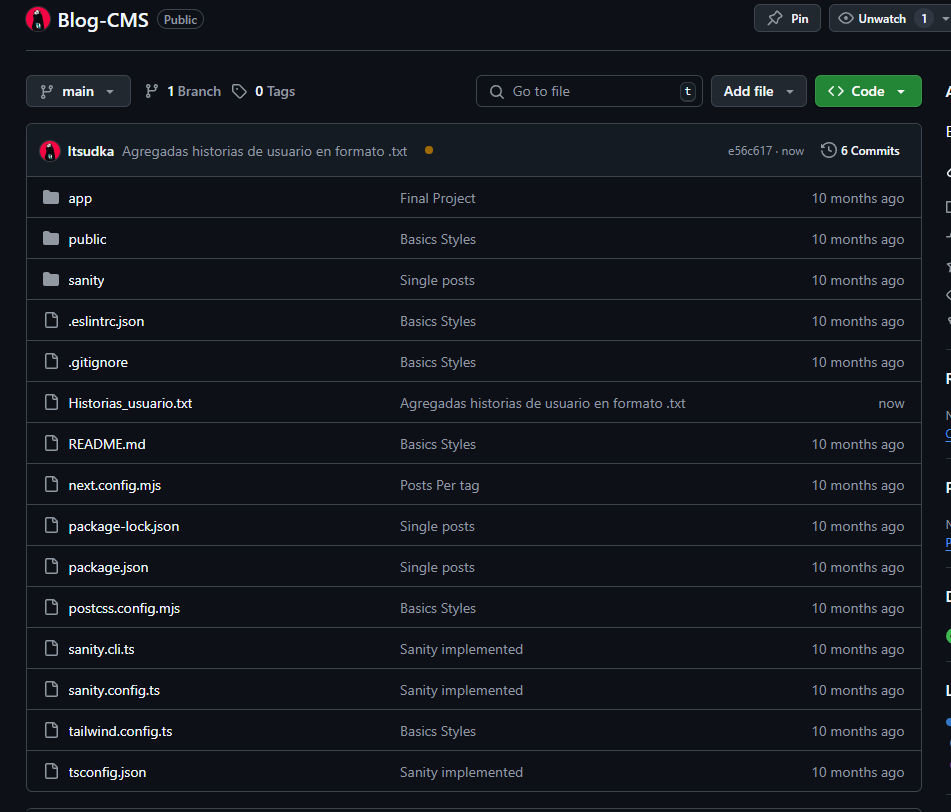 Blog-CMS Public Pin Unwatch 1
main 1 Branch 0 Tags Go to file t Add file Code
Itsudka Agregadas historias de usuario en formato .txt e56c617 · now 6 Commits
app Final Project 10 months ago
public Basics Styles 10 months ago
sanity Single posts 10 months ago
.eslintrc.json Basics Styles 10 months ago
.gitignore Basics Styles 10 months ago
Historias_usuario.txt Agregadas historias de usuario en formato .txt now
README.md Basics Styles 10 months ago
next.config.mjs Posts Per tag 10 months ago
package-lock.json Single posts 10 months ago
package.json Single posts 10 months ago
postcss.config.mjs Basics Styles 10 months ago
sanity.cli.ts Sanity implemented 10 months ago
sanity.config.ts Sanity implemented 10 months ago
tailwind.config.ts Basics Styles 10 months ago
tsconfig.json Sanity implemented 10 months ago